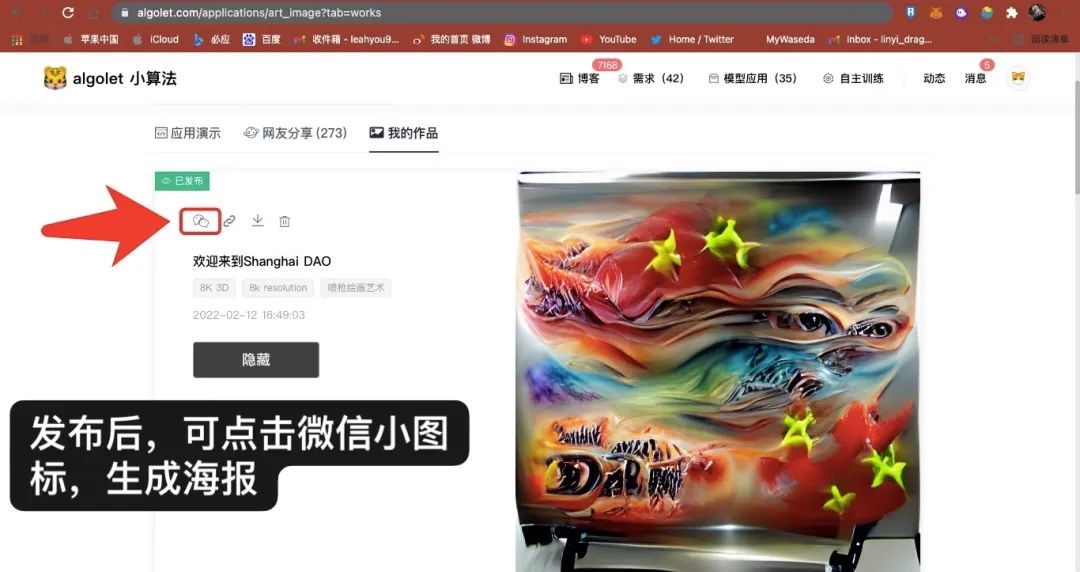 algolet.com/applications/art_image?tab=works
苹果中国
iCloud
必应
百度
收件箱 - leahyou9...
我的首页 微博
Instagram
YouTube
Home / Twitter
MyWaseda
Inbox - linyi_drag...
阅读清单
algolet 小算法
博客
7168
需求（42）
模型应用（35）
自主训练
动态
消息
5
应用演示
网友分享 (273)
我的作品
已发布
欢迎来到Shanghai DAO
8K 3D
8k resolution
喷枪绘画艺术
2022-02-12 16:49:03
隐藏
发布后，可点击微信小图
标，生成海报